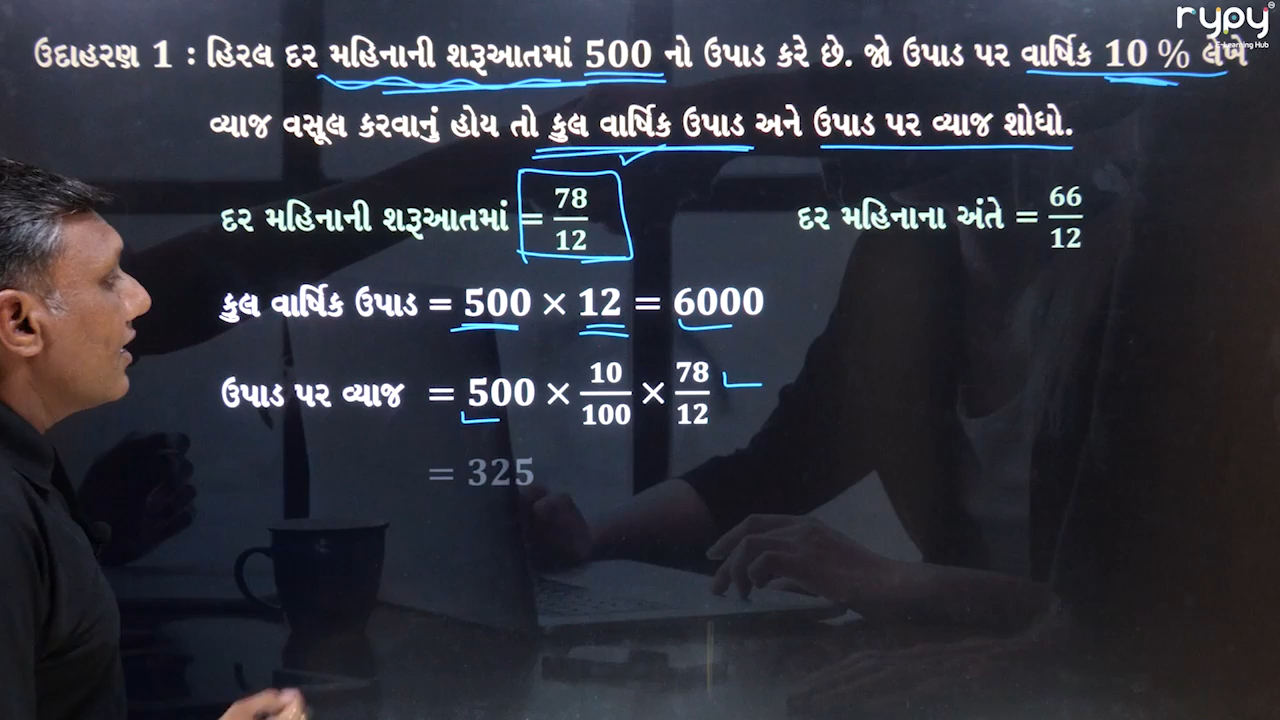 rypy
E-Learning Hub
ઉદાહરણ 1 : હિરલ દર મહિનાની શરૂઆતમાં 500 નો ઉપાડ કરે છે. જો ઉપાડ પર વાર્ષિક 10 % લેખે
વ્યાજ વસૂલ કરવાનું હોય તો કુલ વાર્ષિક ઉપાડ અને ઉપાડ પર વ્યાજ શોધો.
દર મહિનાની શરૂઆતમાં = 78/12
દર મહિનાના અંતે = 66/12
કુલ વાર્ષિક ઉપાડ = 500 × 12 = 6000
ઉપાડ પર વ્યાજ = 500 × 10/100 × 78/12
= 325